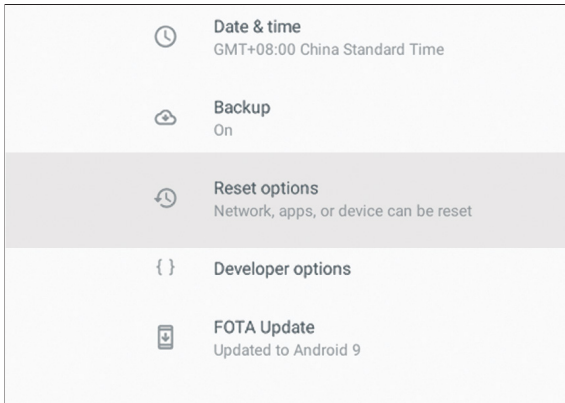 Date & time
GMT+08:00 China Standard Time
Backup
On
Reset options
Network, apps, or device can be reset
{ } Developer options
FOTA Update
Updated to Android 9